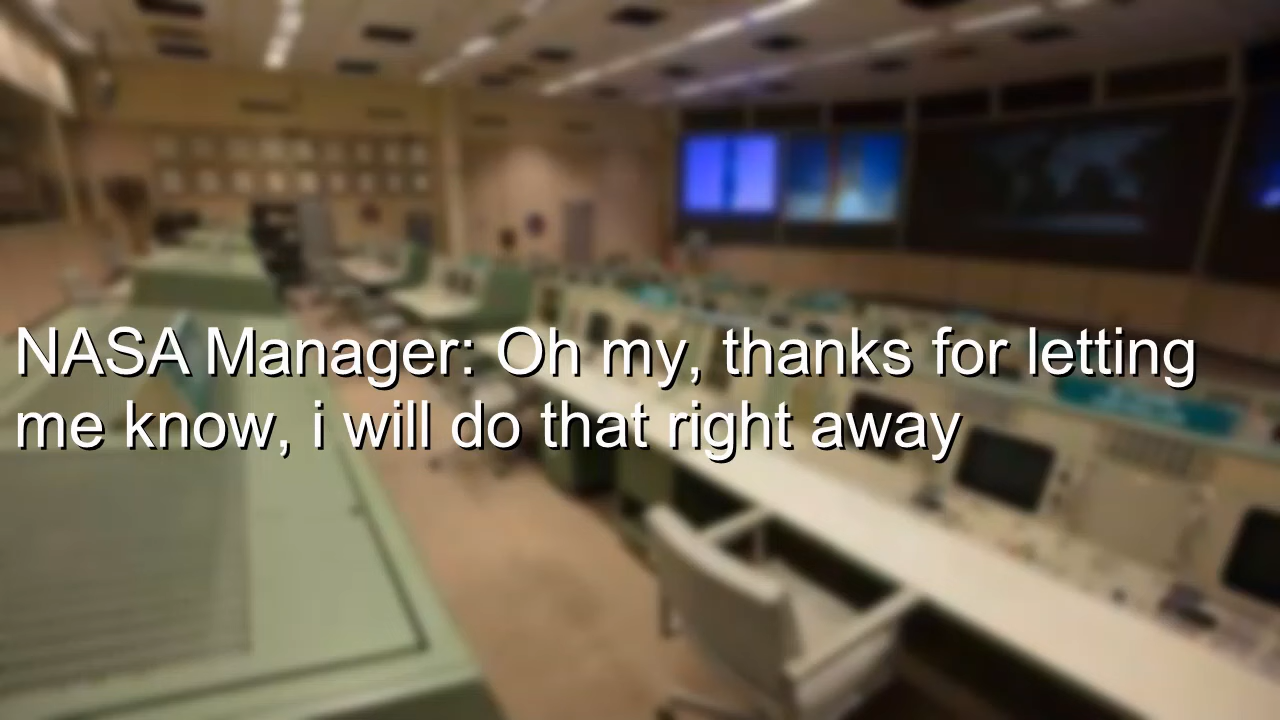 NASA Manager: Oh my, thanks for letting
me know, i will do that right away